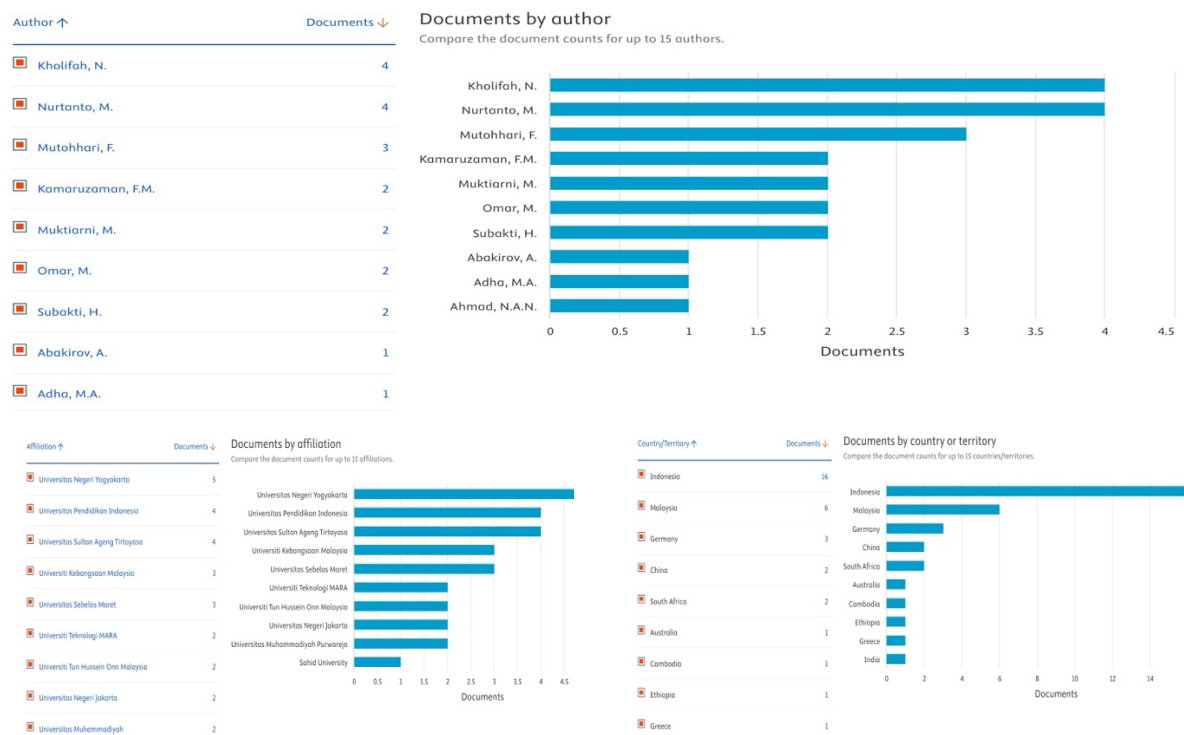 Author ↑ Documents ↓
Kholifah, N. 4
Nurtanto, M. 4
Mutohhari, F. 3
Kamaruzaman, F.M. 2
Muktiarni, M. 2
Omar, M. 2
Subakti, H. 2
Abakirov, A. 1
Adha, M.A. 1
Documents by author
Compare the document counts for up to 15 authors.
Kholifah, N.
Nurtanto, M.
Mutohhari, F.
Kamaruzaman, F.M.
Muktiarni, M.
Omar, M.
Subakti, H.
Abakirov, A.
Adha, M.A.
Ahmad, N.A.N.
0 0.5 1 1.5 2 2.5 3 3.5 4 4.5
Documents
Affiliation ↑ Documents ↓
Universitas Negeri Yogyakarta 5
Universitas Pendidikan Indonesia 4
Universitas Sultan Ageng Tirtayasa 4
Universiti Kebangsaan Malaysia 3
Universitas Sebelas Maret 3
Universiti Teknologi MARA 2
Universiti Tun Hussein Onn Malaysia 2
Universitas Negeri Jakarta 2
Universitas Muhammadiyah 2
Documents by affiliation
Compare the document counts for up to 15 affiliations.
Universitas Negeri Yogyakarta
Universitas Pendidikan Indonesia
Universitas Sultan Ageng Tirtayasa
Universiti Kebangsaan Malaysia
Universitas Sebelas Maret
Universiti Teknologi MARA
Universiti Tun Hussein Onn Malaysia
Universitas Negeri Jakarta
Universitas Muhammadiyah Purworejo
Sahid University
0 0.5 1 1.5 2 2.5 3 3.5 4 4.5
Documents
Country/Territory ↑ Documents ↓
Indonesia 16
Malaysia 6
Germany 3
China 2
South Africa 2
Australia 1
Cambodia 1
Ethiopia 1
Greece 1
Documents by country or territory
Compare the document counts for up to 15 countries/territories.
Indonesia
Malaysia
Germany
China
South Africa
Australia
Cambodia
Ethiopia
Greece
India
0 2 4 6 8 10 12 14
Documents